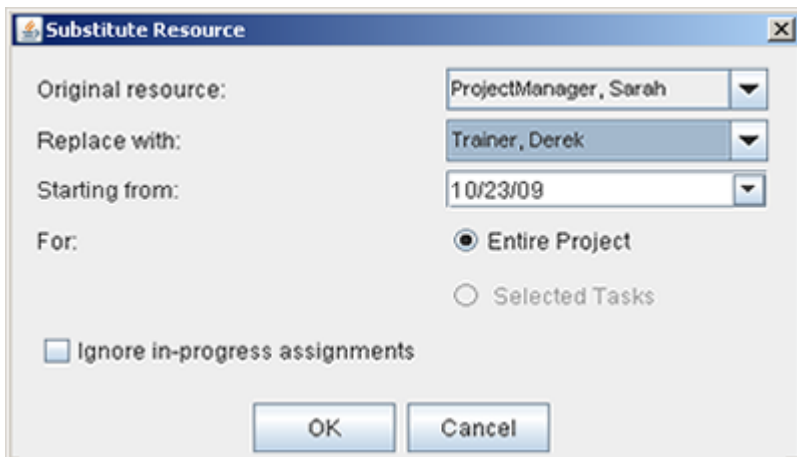 Substitute Resource
Original resource: ProjectManager, Sarah
Replace with: Trainer, Derek
Starting from: 10/23/09
For: Entire Project
Selected Tasks
Ignore in-progress assignments
OK Cancel